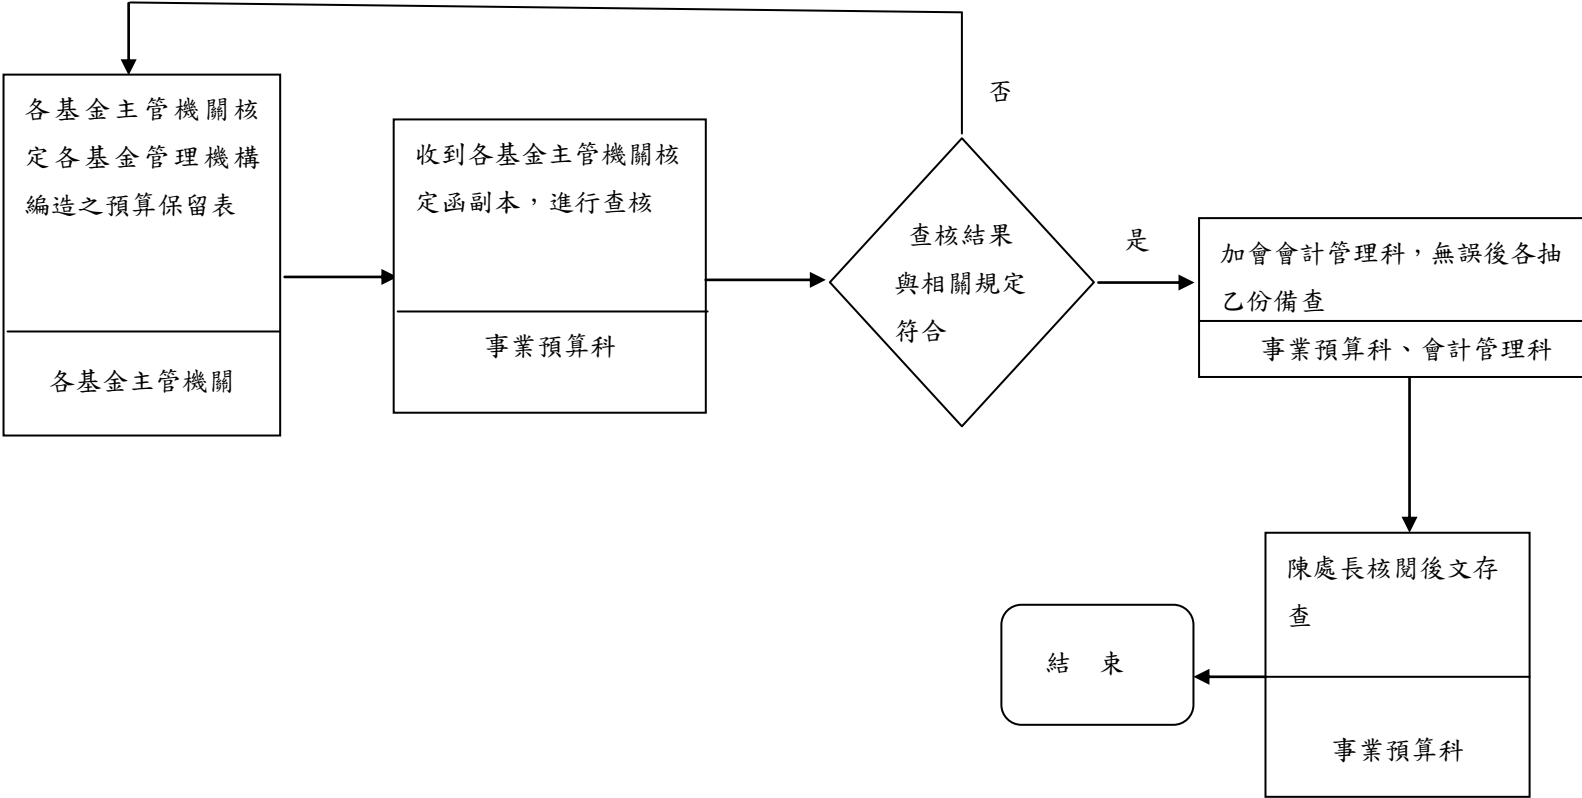 各基金主管機關核
定各基金管理機構
編造之預算保留表
各基金主管機關
收到各基金主管機關核
定函副本，進行查核
事業預算科
查核結果
與相關規定
符合
否
是
加會會計管理科，無誤後各抽
乙份備查
事業預算科、會計管理科
陳處長核閱後文存
查
事業預算科
結 束